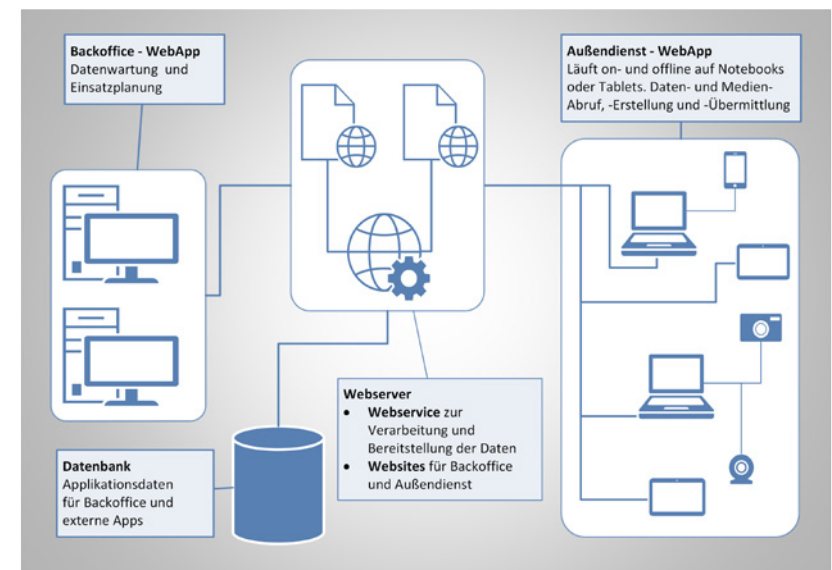 Backoffice - WebApp
Datenwartung und
Einsatzplanung
Außendienst - WebApp
Läuft on- und offline auf Notebooks
oder Tablets. Daten- und Medien-
Abruf, -Erstellung und -Übermittlung
Webserver
• Webservice zur
Verarbeitung und
Bereitstellung der Daten
• Websites für Backoffice
und Außendienst
Datenbank
Applikationsdaten
für Backoffice und
externe Apps